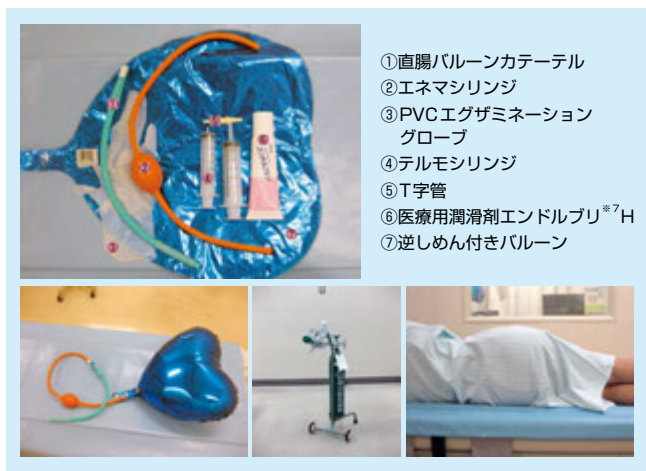 ①直腸バルーンカテーテル
②エネマシリンジ
③PVCエグザミネーション
グローブ
④テルモシリンジ
⑤T字管
⑥医療用潤滑剤エンドルブリ※7H
⑦逆しめん付きバルーン